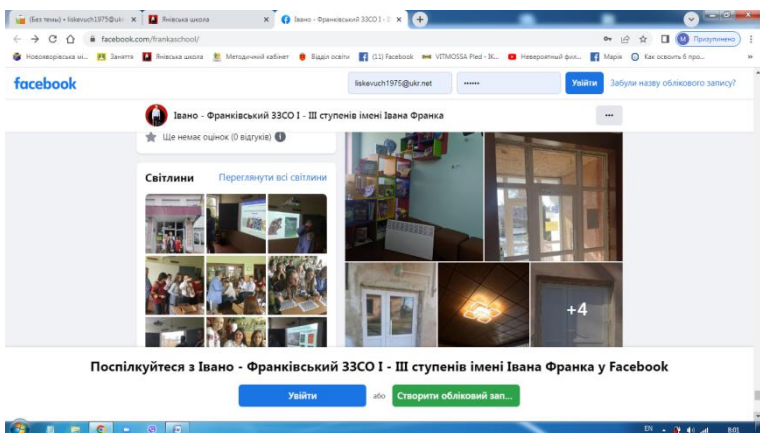 (Без темы) • liskevuch1975@ukr
Янівська школа
Івано - Франківський ЗЗСО І - І
facebook.com/frankaschool/
Призупинено
Новояворівська мі...
Заняття
Янівська школа
Методичний кабінет
Відділ освіти
(11) Facebook
VITMOSSA Pled - IK...
Невероятный фил...
Марія
Как освоить 6 про...
facebook
liskevuch1975@ukr.net
••••••
Увійти
Забули назву облікового запису?
Івано - Франківський ЗЗСО І - ІІІ ступенів імені Івана Франка
Ще немає оцінок (0 відгуків)
Світлини
Переглянути всі світлини
+4
Поспілкуйтеся з Івано - Франківський ЗЗСО І - ІІІ ступенів імені Івана Франка у Facebook
Увійти
або
Створити обліковий зап...
EN
8:01